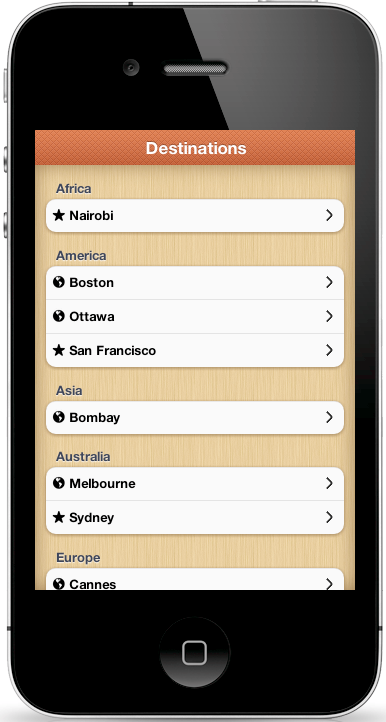 Destinations
Africa
Nairobi
America
Boston
Ottawa
San Francisco
Asia
Bombay
Australia
Melbourne
Sydney
Europe
Cannes